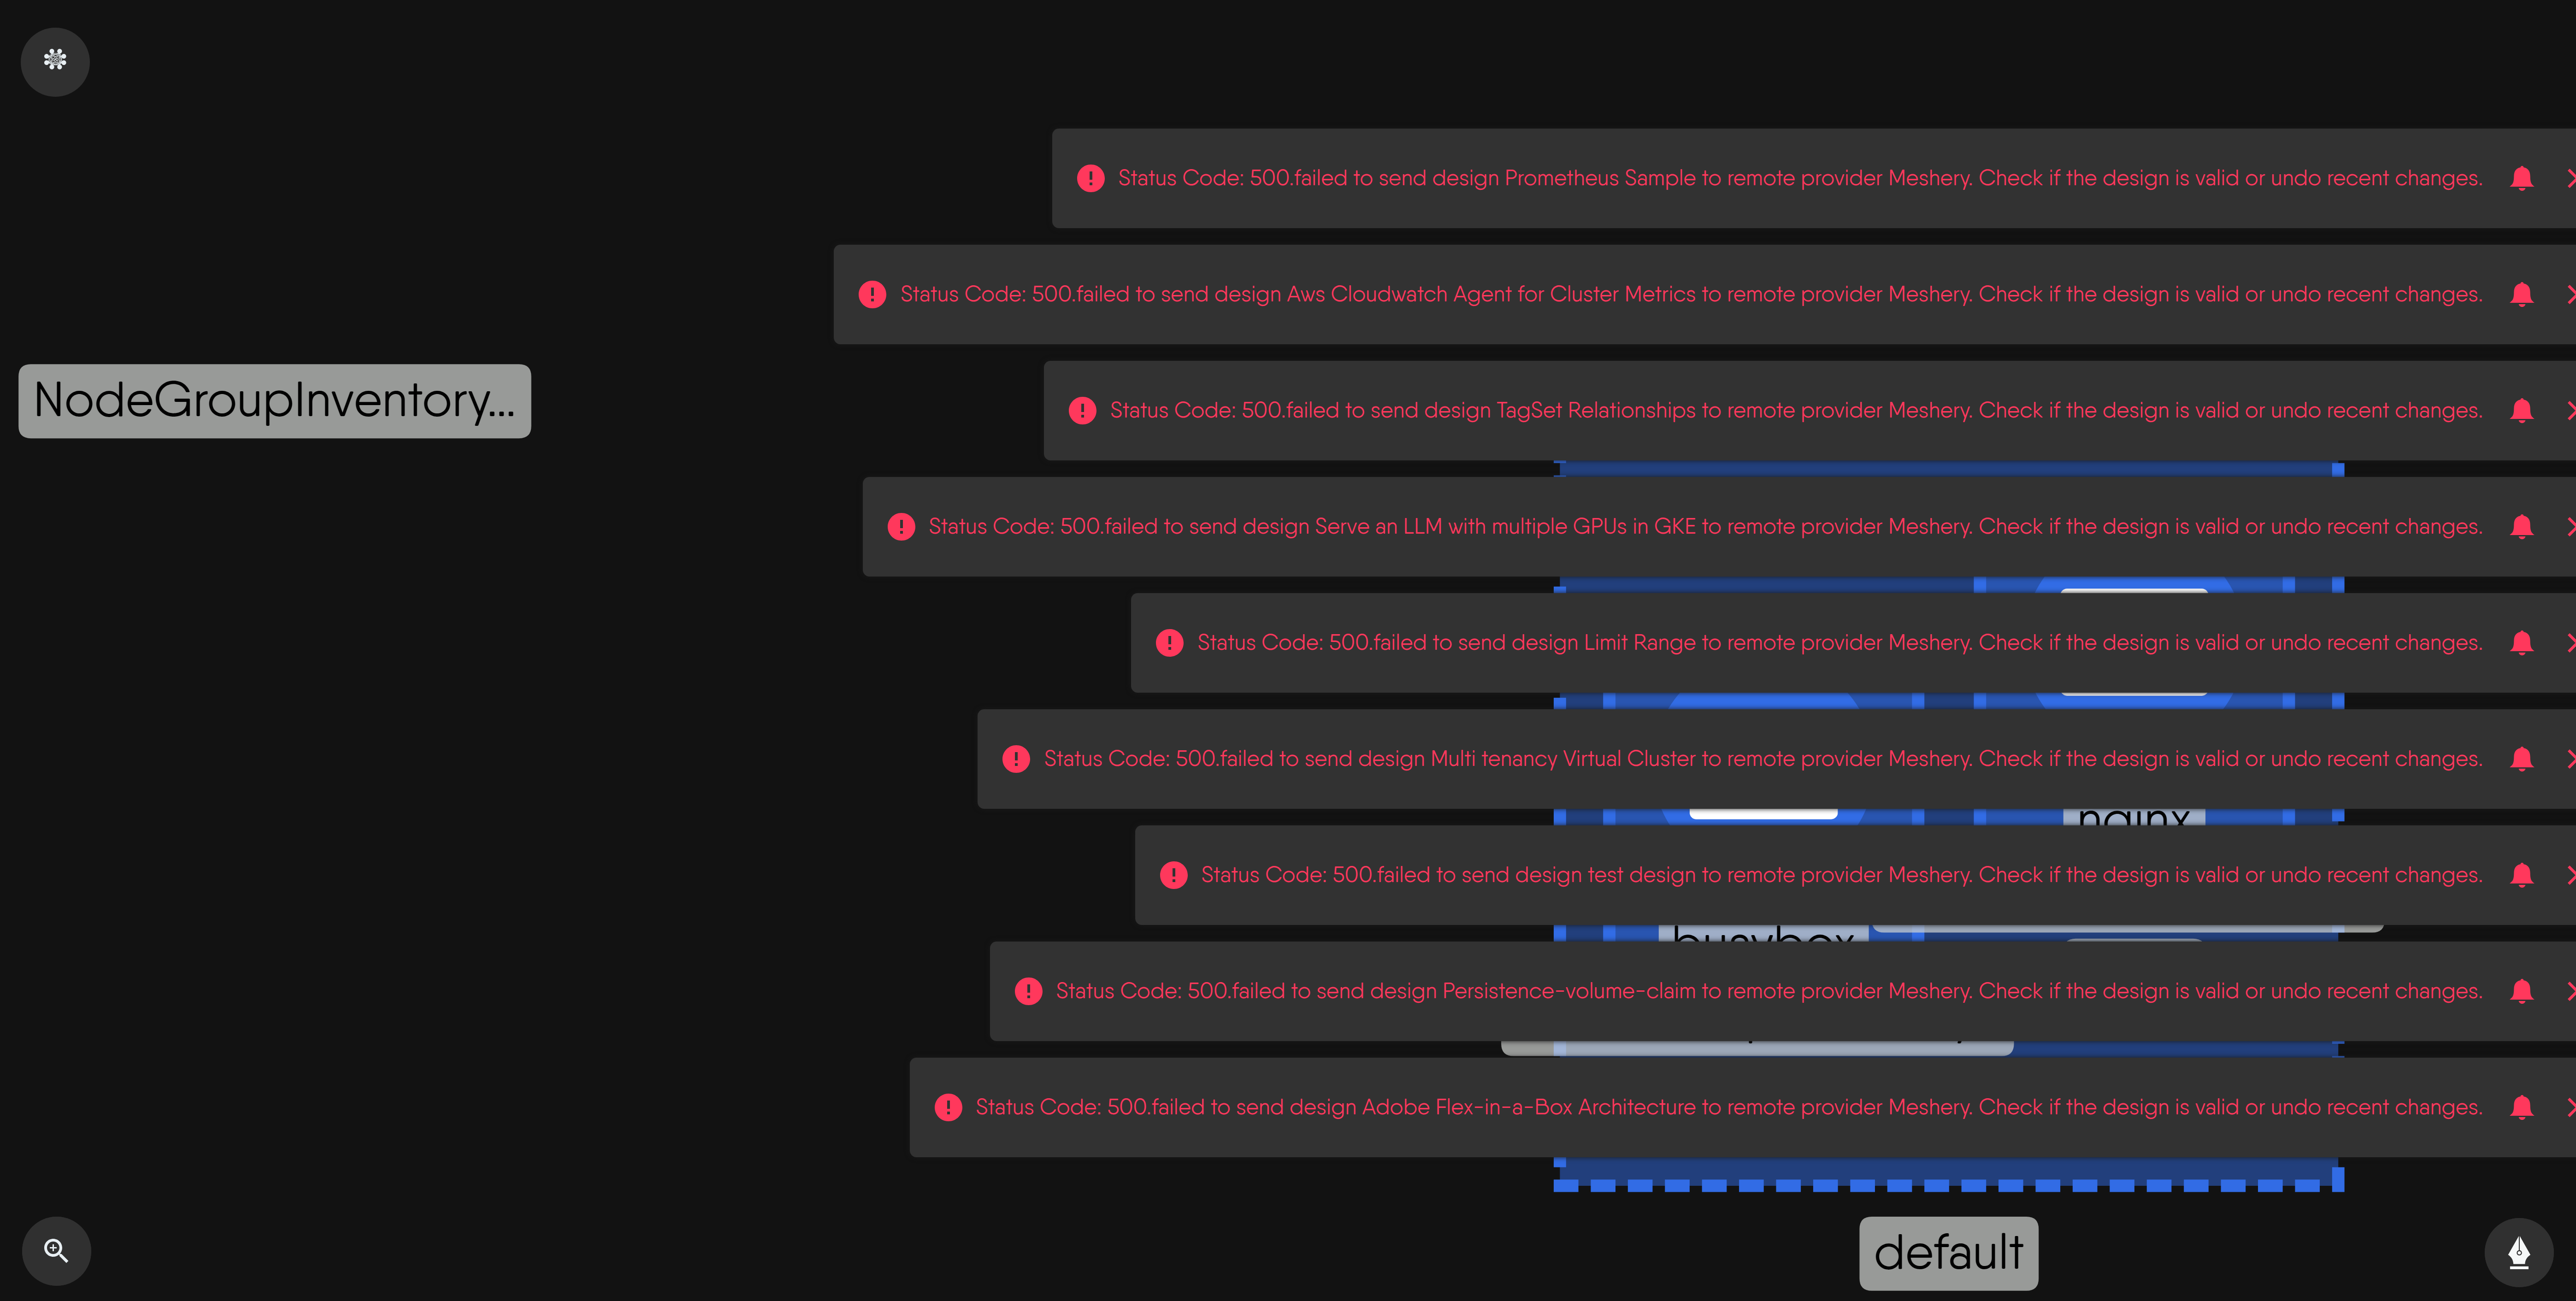 Status Code: 500.failed to send design Prometheus Sample to remote provider Meshery. Check if the design is valid or undo recent changes.
Status Code: 500.failed to send design Aws Cloudwatch Agent for Cluster Metrics to remote provider Meshery. Check if the design is valid or undo recent changes.
NodeGroupInventory...
Status Code: 500.failed to send design TagSet Relationships to remote provider Meshery. Check if the design is valid or undo recent changes.
Status Code: 500.failed to send design Serve an LLM with multiple GPUs in GKE to remote provider Meshery. Check if the design is valid or undo recent changes.
Status Code: 500.failed to send design Limit Range to remote provider Meshery. Check if the design is valid or undo recent changes.
Status Code: 500.failed to send design Multi tenancy Virtual Cluster to remote provider Meshery. Check if the design is valid or undo recent changes.
nginx
Status Code: 500.failed to send design test design to remote provider Meshery. Check if the design is valid or undo recent changes.
busybox
Status Code: 500.failed to send design Persistence-volume-claim to remote provider Meshery. Check if the design is valid or undo recent changes.
Status Code: 500.failed to send design Adobe Flex-in-a-Box Architecture to remote provider Meshery. Check if the design is valid or undo recent changes.
default